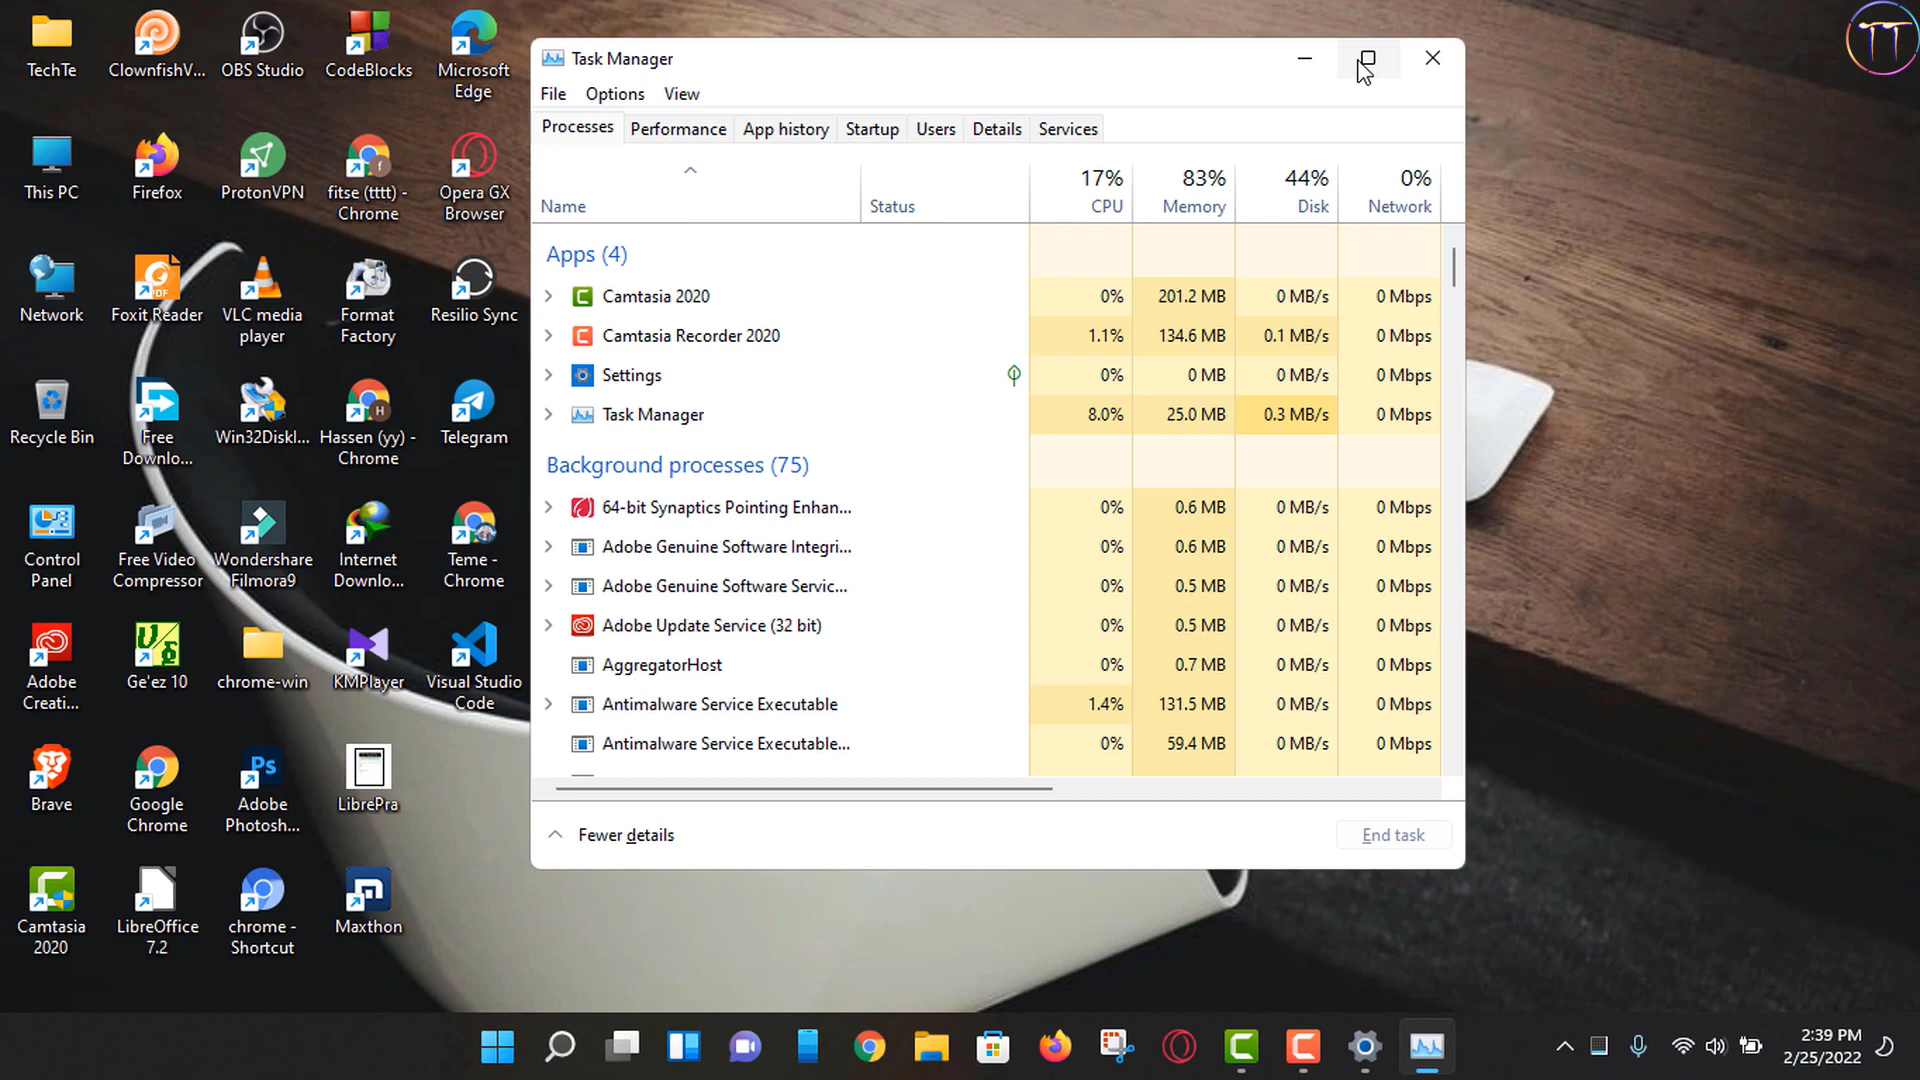 TechTe
ClownfishV...
OBS Studio
CodeBlocks
Microsoft
Edge
This PC
Firefox
ProtonVPN
fitse (tttt) -
Chrome
Opera GX
Browser
Network
Foxit Reader
VLC media
player
Format
Factory
Resilio Sync
Recycle Bin
Free
Downlo...
Win32DiskI...
Hassen (yy) -
Chrome
Telegram
Control
Panel
Free Video
Compressor
Wondershare
Filmora9
Internet
Downlo...
Teme -
Chrome
Adobe
Creati...
Ge'ez 10
chrome-win
KMPlayer
Visual Studio
Code
Brave
Google
Chrome
Adobe
Photosh...
LibrePra
Camtasia
2020
LibreOffice
7.2
chrome -
Shortcut
Maxthon
Task Manager
File Options View
Processes Performance App history Startup Users Details Services
17% 83% 44% 0%
Name Status CPU Memory Disk Network
Apps (4)
Camtasia 2020 0% 201.2 MB 0 MB/s 0 Mbps
Camtasia Recorder 2020 1.1% 134.6 MB 0.1 MB/s 0 Mbps
Settings 0% 0 MB 0 MB/s 0 Mbps
Task Manager 8.0% 25.0 MB 0.3 MB/s 0 Mbps
Background processes (75)
64-bit Synaptics Pointing Enhan... 0% 0.6 MB 0 MB/s 0 Mbps
Adobe Genuine Software Integri... 0% 0.6 MB 0 MB/s 0 Mbps
Adobe Genuine Software Servic... 0% 0.5 MB 0 MB/s 0 Mbps
Adobe Update Service (32 bit) 0% 0.5 MB 0 MB/s 0 Mbps
AggregatorHost 0% 0.7 MB 0 MB/s 0 Mbps
Antimalware Service Executable 1.4% 131.5 MB 0 MB/s 0 Mbps
Antimalware Service Executable... 0% 59.4 MB 0 MB/s 0 Mbps
Fewer details
End task
TT
2:39 PM
2/25/2022